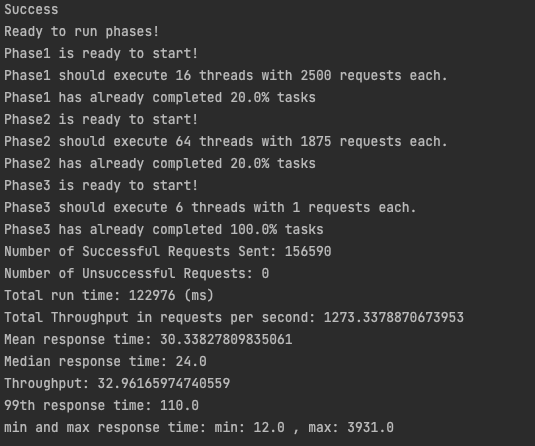 Success
Ready to run phases!
Phase1 is ready to start!
Phase1 should execute 16 threads with 2500 requests each.
Phase1 has already completed 20.0% tasks
Phase2 is ready to start!
Phase2 should execute 64 threads with 1875 requests each.
Phase2 has already completed 20.0% tasks
Phase3 is ready to start!
Phase3 should execute 6 threads with 1 requests each.
Phase3 has already completed 100.0% tasks
Number of Successful Requests Sent: 156590
Number of Unsuccessful Requests: 0
Total run time: 122976 (ms)
Total Throughput in requests per second: 1273.3378870673953
Mean response time: 30.33827809835061
Median response time: 24.0
Throughput: 32.96165974740559
99th response time: 110.0
min and max response time: min: 12.0 , max: 3931.0